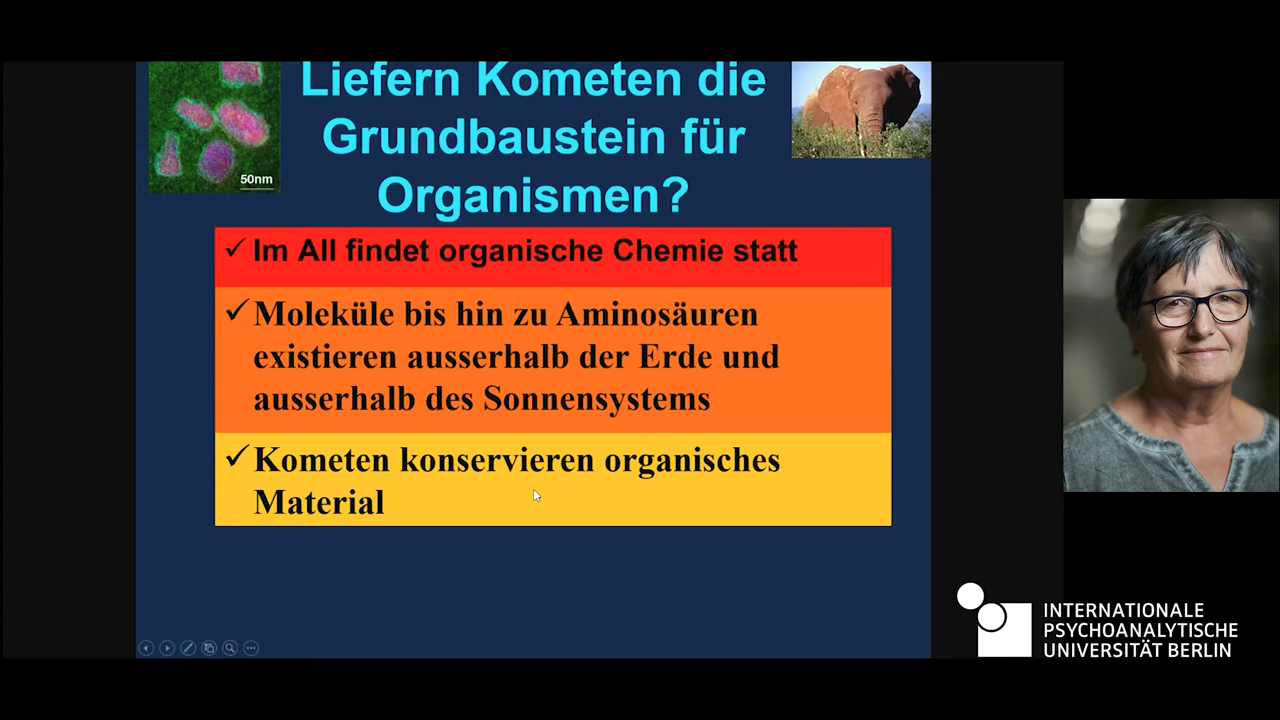 Liefern Kometen die
Grundbaustein für
Organismen?
50nm
✓ Im All findet organische Chemie statt
✓ Moleküle bis hin zu Aminosäuren
existieren ausserhalb der Erde und
ausserhalb des Sonnensystems
✓ Kometen konservieren organisches
Material
INTERNATIONALE
PSYCHOANALYTISCHE
UNIVERSITÄT BERLIN